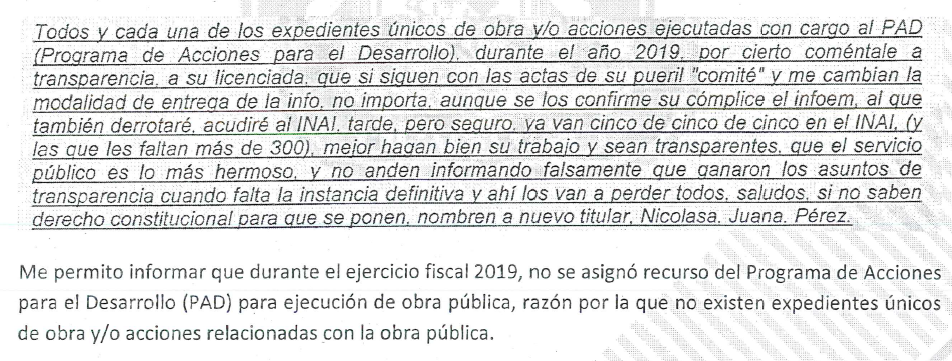 Todos y cada una de los expedientes únicos de obra y/o acciones ejecutadas con cargo al PAD
(Programa de Acciones para el Desarrollo), durante el año 2019, por cierto coméntale a
transparencia, a su licenciada, que si siguen con las actas de su pueril "comité" y me cambian la
modalidad de entrega de la info, no importa, aunque se los confirme su cómplice el infoem, al que
también derrotaré, acudiré al INAI, tarde, pero seguro, ya van cinco de cinco de cinco en el INAI, (y
las que les faltan más de 300), mejor hagan bien su trabajo y sean transparentes, que el servicio
público es lo más hermoso, y no anden informando falsamente que ganaron los asuntos de
transparencia cuando falta la instancia definitiva y ahí los van a perder todos, saludos, si no saben
derecho constitucional para que se ponen, nombren a nuevo titular, Nicolasa, Juana, Pérez.
Me permito informar que durante el ejercicio fiscal 2019, no se asignó recurso del Programa de Acciones
para el Desarrollo (PAD) para ejecución de obra pública, razón por la que no existen expedientes únicos
de obra y/o acciones relacionadas con la obra pública.